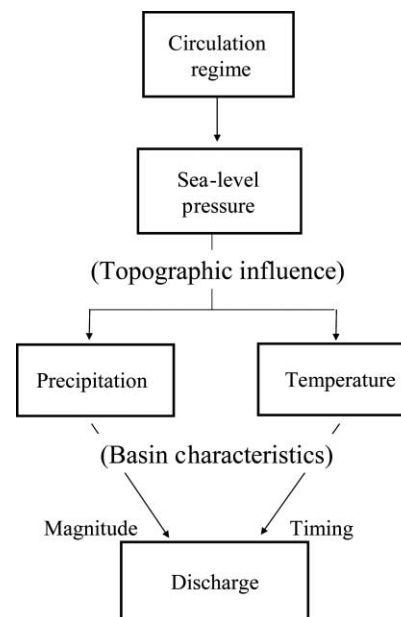 Circulation
regime
Sea-level
pressure
(Topographic influence)
Precipitation
Temperature
(Basin characteristics)
Magnitude
Timing
Discharge